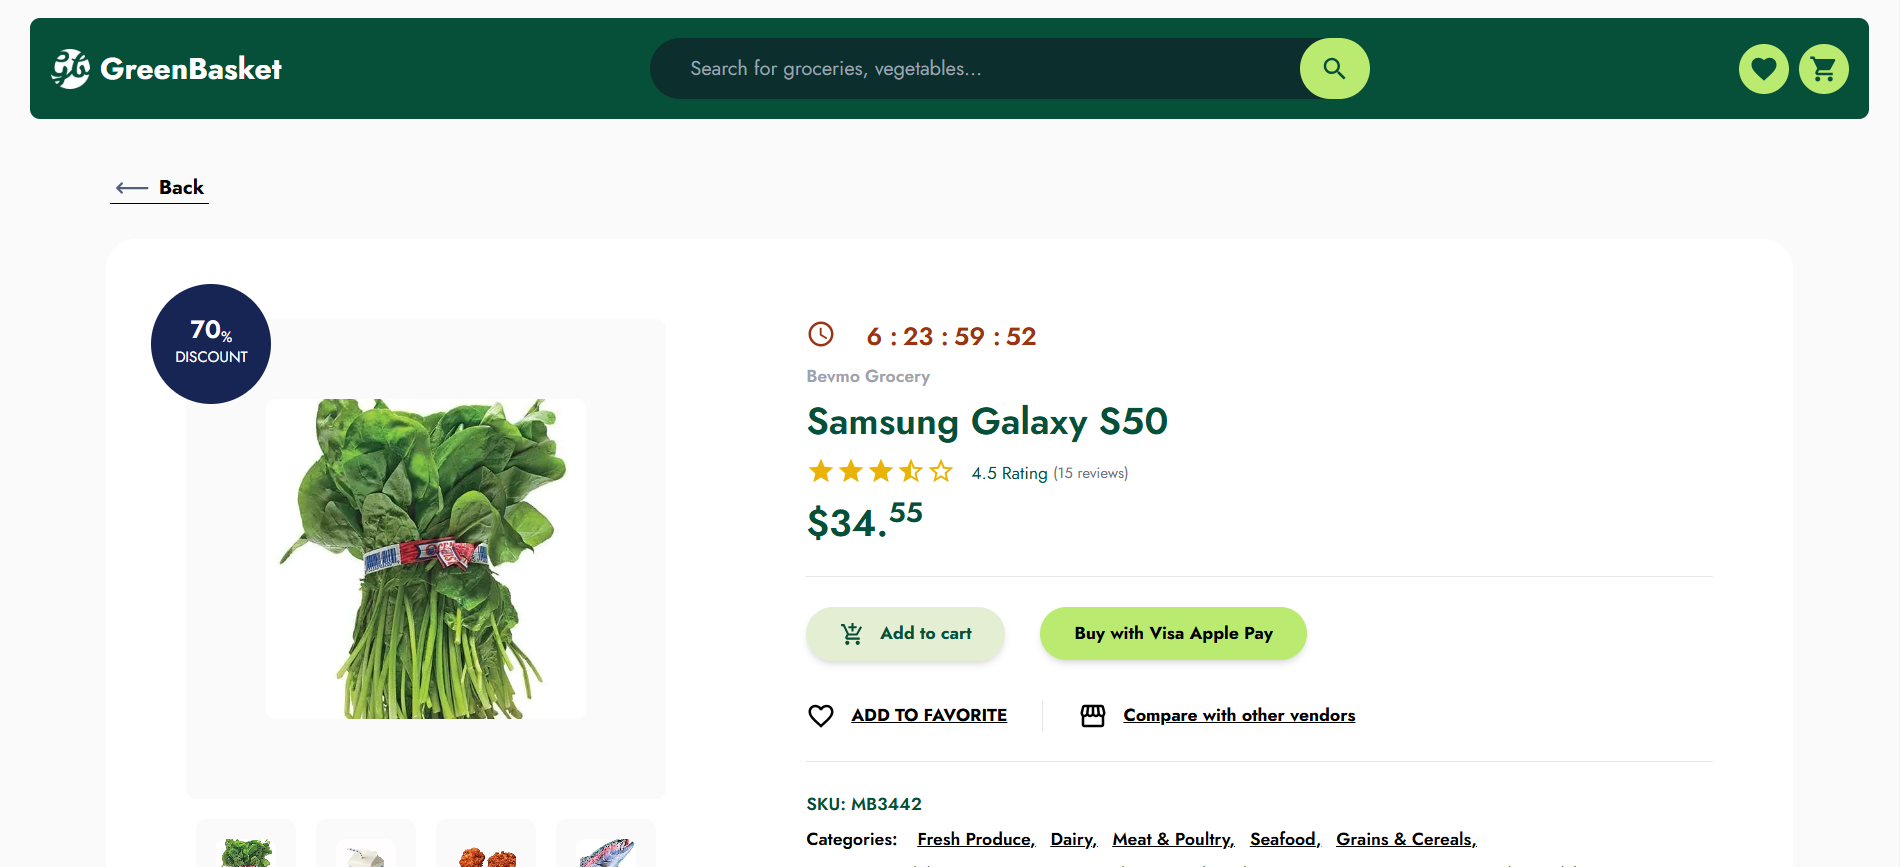 GreenBasket
Search for groceries, vegetables...
Back
70%
DISCOUNT
6 : 23 : 59 : 52
Bevmo Grocery
Samsung Galaxy S50
4.5 Rating (15 reviews)
$34.55
Add to cart
Buy with Visa Apple Pay
ADD TO FAVORITE
Compare with other vendors
SKU: MB3442
Categories: Fresh Produce, Dairy, Meat & Poultry, Seafood, Grains & Cereals,